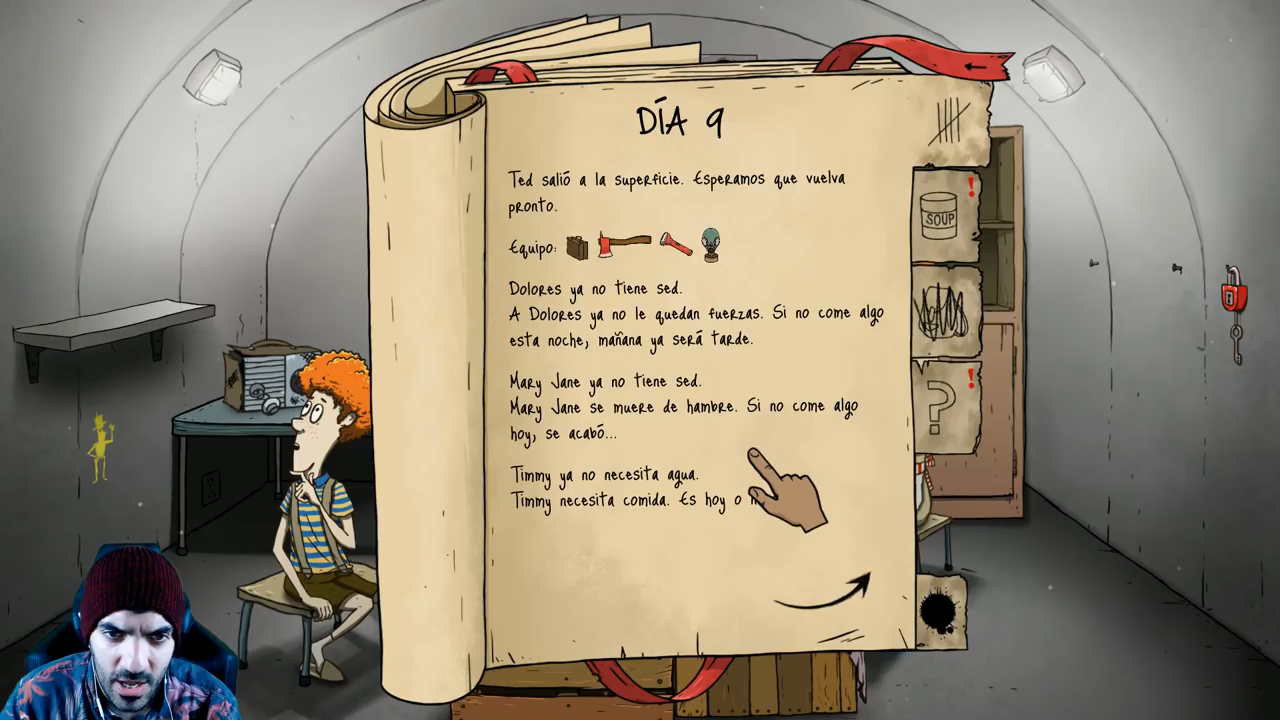 DÍA 9
Ted salió a la superficie. Esperamos que vuelva
pronto.
Equipo:
Dolores ya no tiene sed.
A Dolores ya no le quedan fuerzas. Si no come algo
esta noche, mañana ya será tarde.
Mary Jane ya no tiene sed.
Mary Jane se muere de hambre. Si no come algo
hoy, se acabó...
Timmy ya no necesita agua.
Timmy necesita comida. Es hoy o
!
SOUP
?
!